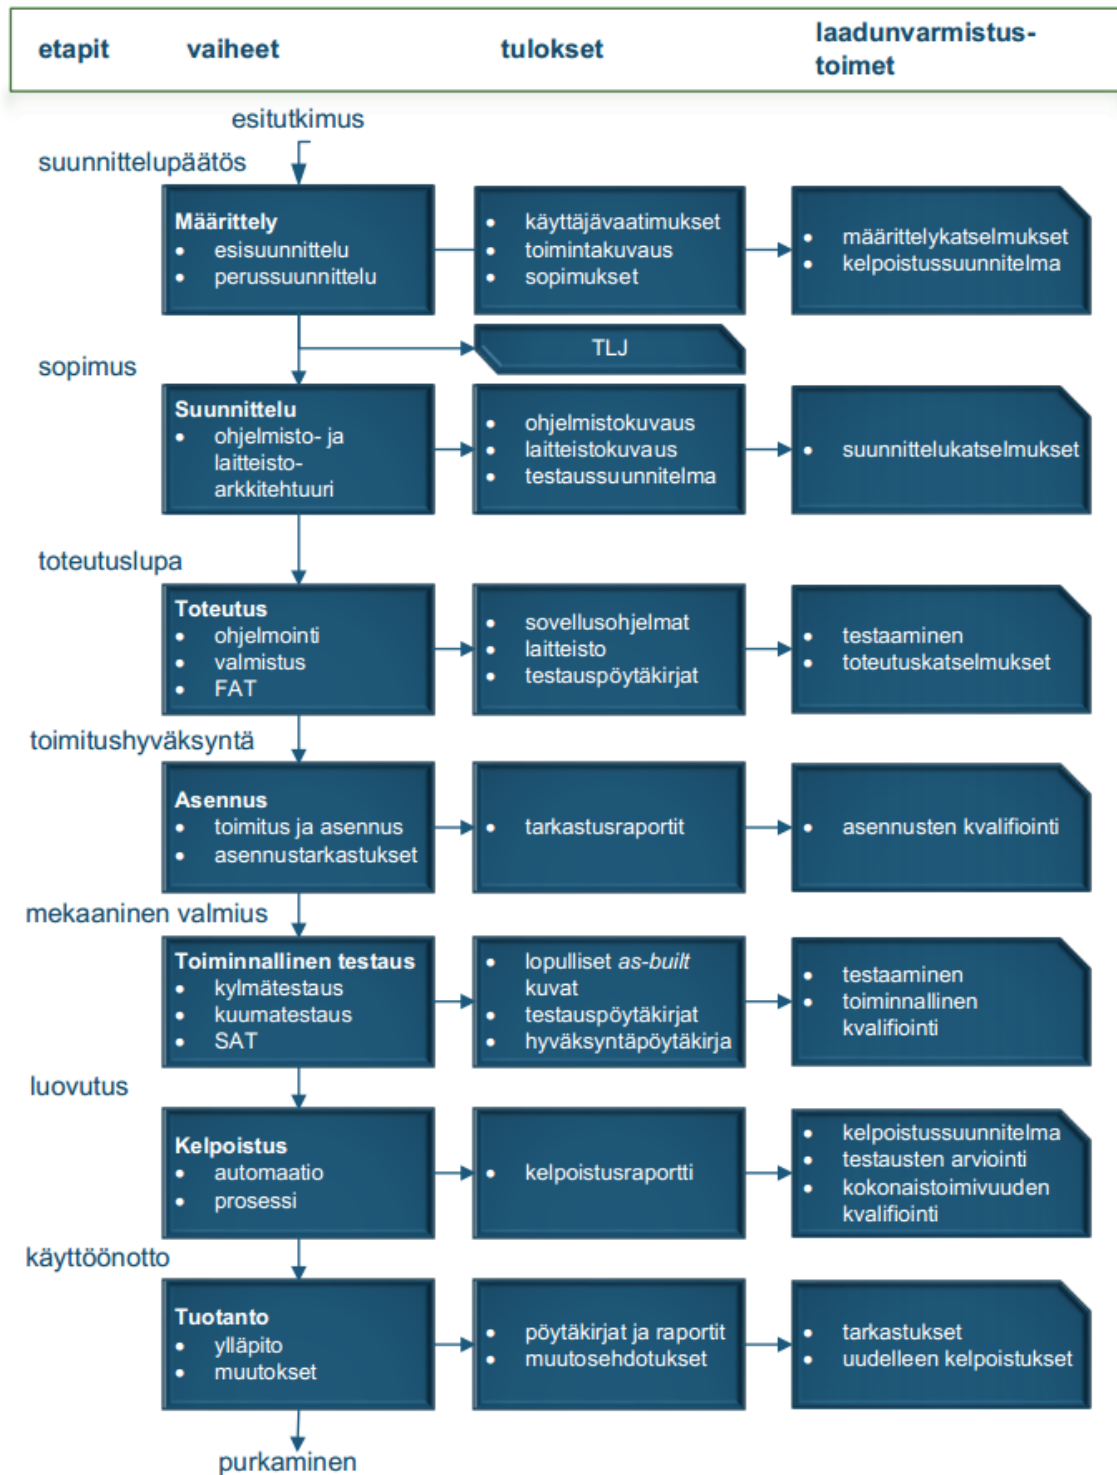 etapit vaiheet tulokset laadunvarmistus-
toimet
esitutkimus
suunnittelupäätös
Määrittely
• esisuunnittelu
• perussuunnittelu
• käyttäjävaatimukset
• toimintakuvaus
• sopimukset
• määrittelykatselmukset
• kelpoistussuunnitelma
TLJ
sopimus
Suunnittelu
• ohjelmisto- ja
laitteisto-
arkkitehtuuri
• ohjelmistokuvaus
• laitteistokuvaus
• testaussuunnitelma
• suunnittelukatselmukset
toteutuslupa
Toteutus
• ohjelmointi
• valmistus
• FAT
• sovellusohjelmat
• laitteisto
• testauspöytäkirjat
• testaaminen
• toteutuskatselmukset
toimitushyväksyntä
Asennus
• toimitus ja asennus
• asennustarkastukset
• tarkastusraportit
• asennusten kvalifiointi
mekaaninen valmius
Toiminnallinen testaus
• kylmätestaus
• kuumatestaus
• SAT
• lopulliset as-built
kuvat
• testauspöytäkirjat
• hyväksyntäpöytäkirja
• testaaminen
• toiminnallinen
kvalifiointi
luovutus
Kelpoistus
• automaatio
• prosessi
• kelpoistusraportti
• kelpoistussuunnitelma
• testausten arviointi
• kokonaistoimivuuden
kvalifiointi
käyttöönotto
Tuotanto
• ylläpito
• muutokset
• pöytäkirjat ja raportit
• muutosehdotukset
• tarkastukset
• uudelleen kelpoistukset
purkaminen